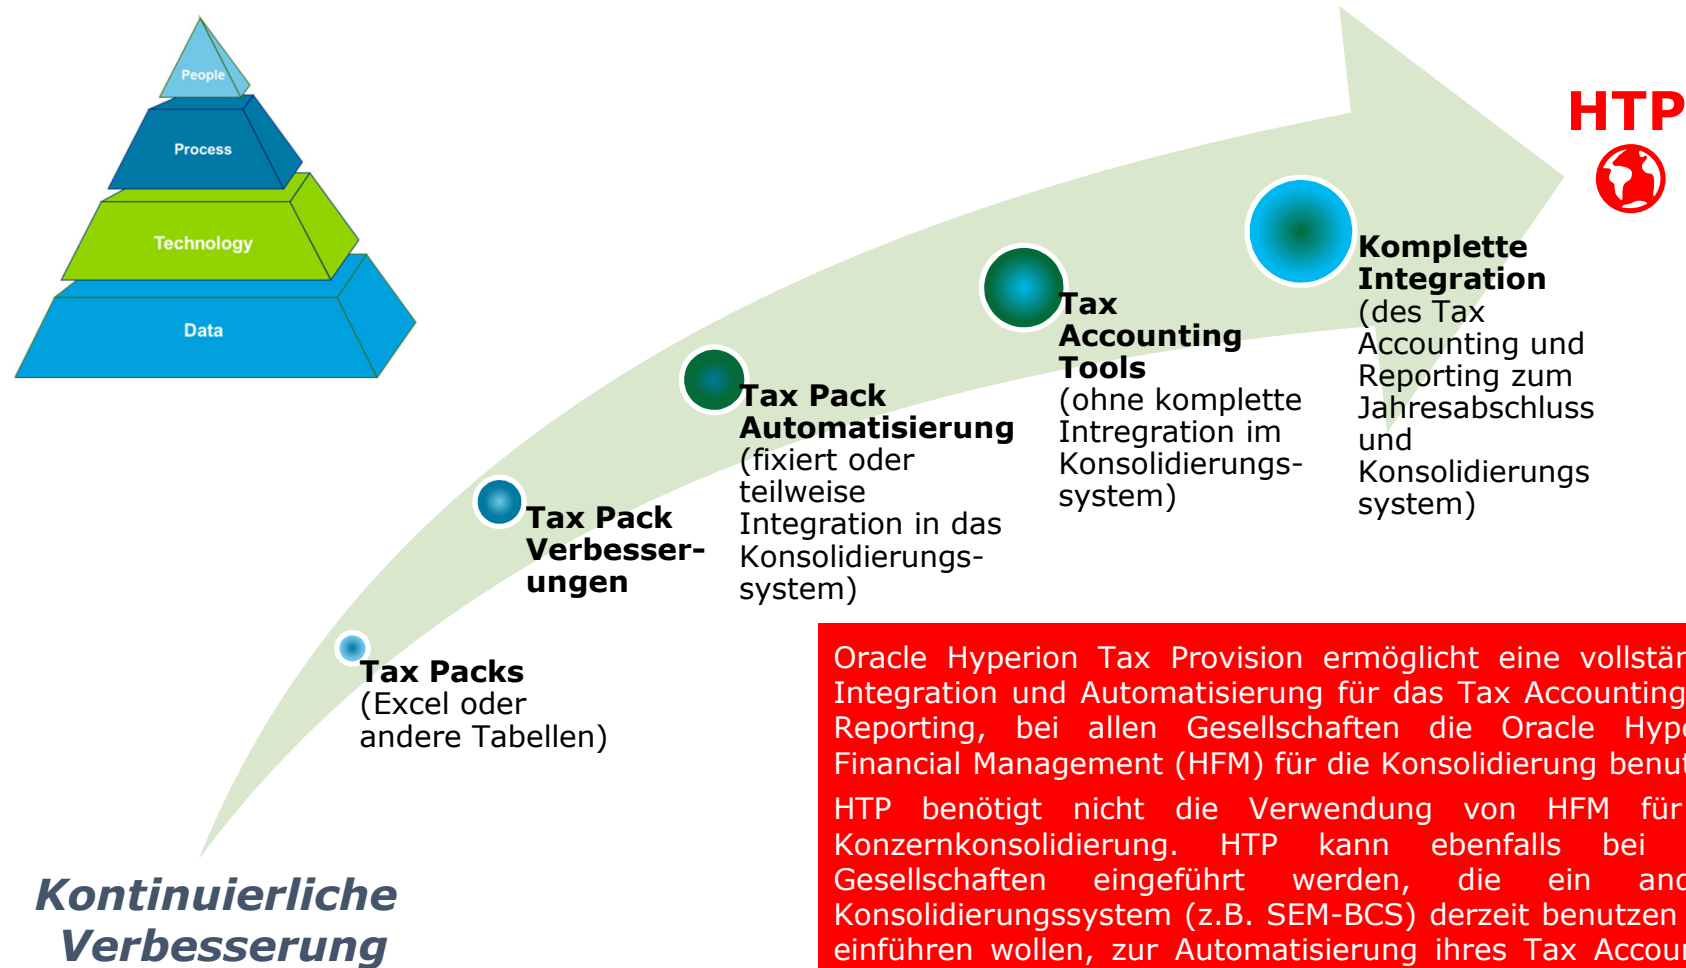 People
Process
Technology
Data
HTP
Komplette
Integration
(des Tax
Accounting und
Reporting zum
Jahresabschluss
und
Konsolidierungs
system)
Tax
Accounting
Tools
(ohne komplette
Intregration im
Konsolidierungs-
system)
Tax Pack
Automatisierung
(fixiert oder
teilweise
Integration in das
Konsolidierungs-
system)
Tax Pack
Verbesser-
ungen
Tax Packs
(Excel oder
andere Tabellen)
Kontinuierliche
Verbesserung
Oracle Hyperion Tax Provision ermöglicht eine
Integration und Automatisierung für das Tax Accounting
Reporting, bei allen Gesellschaften die Oracle
Financial Management (HFM) für die Konsolidierung
HTP benötigt nicht die Verwendung von HFM für
Konzernkonsolidierung. HTP kann ebenfalls bei
Gesellschaften eingeführt werden, die ein
Konsolidierungssystem (z.B. SEM-BCS) derzeit benutzen
einführen wollen, zur Automatisierung ihres Tax